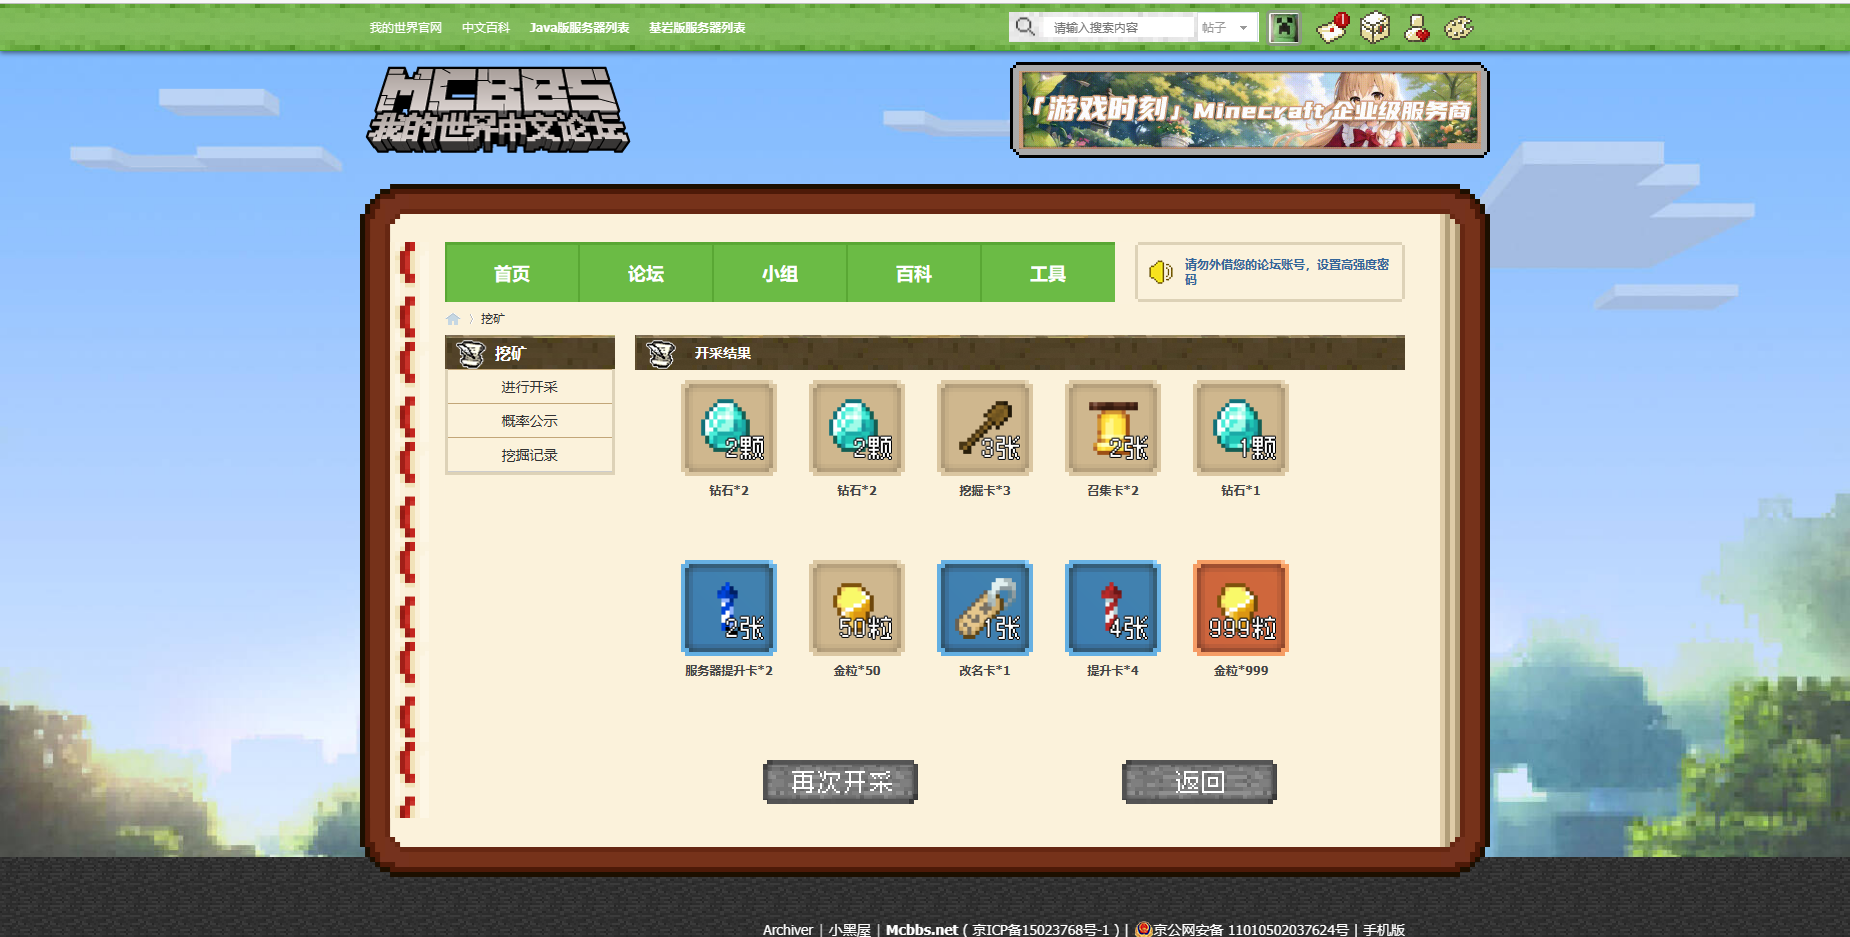 我的世界官网 中文百科 Java版服务器列表 基岩版服务器列表 请输入搜索内容 帖子
MCBBS
我的世界中文论坛
「游戏时刻」Minecraft 企业级服务商
首页 论坛 小组 百科 工具
请勿外借您的论坛账号，设置高强度密
码
〉 挖矿
挖矿
进行开采
概率公示
挖掘记录
开采结果
2颗 2颗 3张 2张 1颗
钻石*2 钻石*2 挖掘卡*3 召集卡*2 钻石*1
2张 50粒 1张 4张 999粒
服务器提升卡*2 金粒*50 改名卡*1 提升卡*4 金粒*999
再次开采 返回
Archiver | 小黑屋 | Mcbbs.net ( 京ICP备15023768号-1 ) | 京公网安备 11010502037624号 | 手机版